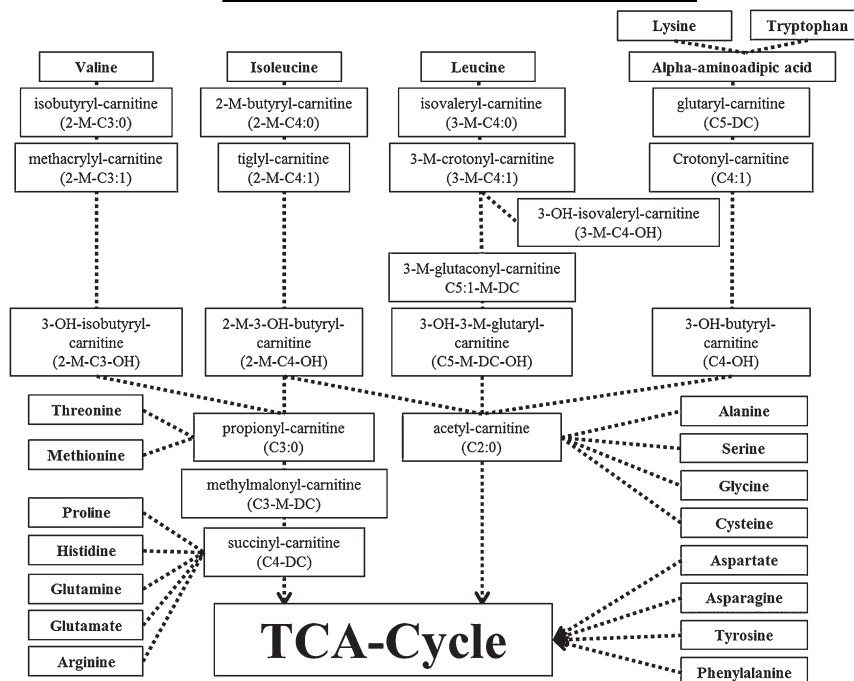 Lysine
Tryptophan
Valine
Isoleucine
Leucine
Alpha-aminoadipic acid
isobutyryl-carnitine
(2-M-C3:0)
2-M-butyryl-carnitine
(2-M-C4:0)
isovaleryl-carnitine
(3-M-C4:0)
glutaryl-carnitine
(C5-DC)
methacrylyl-carnitine
(2-M-C3:1)
tiglyl-carnitine
(2-M-C4:1)
3-M-crotonyl-carnitine
(3-M-C4:1)
Crotonyl-carnitine
(C4:1)
3-OH-isovaleryl-carnitine
(3-M-C4-OH)
3-M-glutaconyl-carnitine
C5:1-M-DC
3-OH-isobutyryl-
carnitine
(2-M-C3-OH)
2-M-3-OH-butyryl-
carnitine
(2-M-C4-OH)
3-OH-3-M-glutaryl-
carnitine
(C5-M-DC-OH)
3-OH-butyryl-
carnitine
(C4-OH)
Threonine
Methionine
propionyl-carnitine
(C3:0)
acetyl-carnitine
(C2:0)
Alanine
Serine
Glycine
Cysteine
methylmalonyl-carnitine
(C3-M-DC)
Proline
Histidine
Glutamine
Glutamate
Arginine
succinyl-carnitine
(C4-DC)
Aspartate
Asparagine
Tyrosine
Phenylalanine
TCA-Cycle